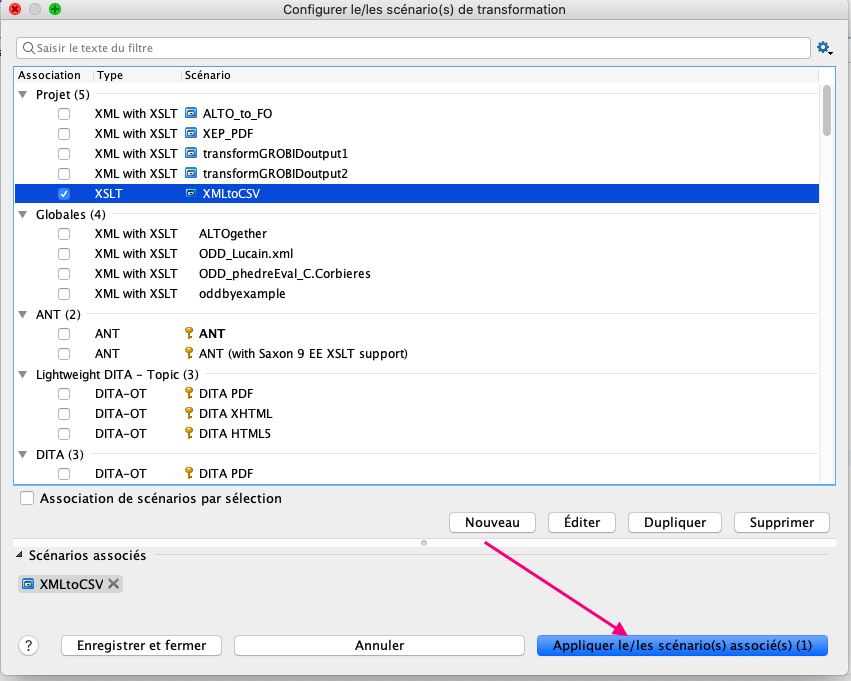 Configurer le/les scénario(s) de transformation
Saisir le texte du filtre
Association Type Scénario
Projet (5)
XML with XSLT ALTO_to_FO
XML with XSLT XEP_PDF
XML with XSLT transformGROBIDoutput1
XML with XSLT transformGROBIDoutput2
XSLT XMLtoCSV
Globales (4)
XML with XSLT ALTOgether
XML with XSLT ODD_Lucain.xml
XML with XSLT ODD_phedreEval_C.Corbieres
XML with XSLT oddbyexample
ANT (2)
ANT ANT
ANT ANT (with Saxon 9 EE XSLT support)
Lightweight DITA - Topic (3)
DITA-OT DITA PDF
DITA-OT DITA XHTML
DITA-OT DITA HTML5
DITA (3)
DITA-OT DITA PDF
Association de scénarios par sélection
Nouveau Éditer Dupliquer Supprimer
Scénarios associés
XMLtoCSV
? Enregistrer et fermer Annuler Appliquer le/les scénario(s) associé(s) (1)